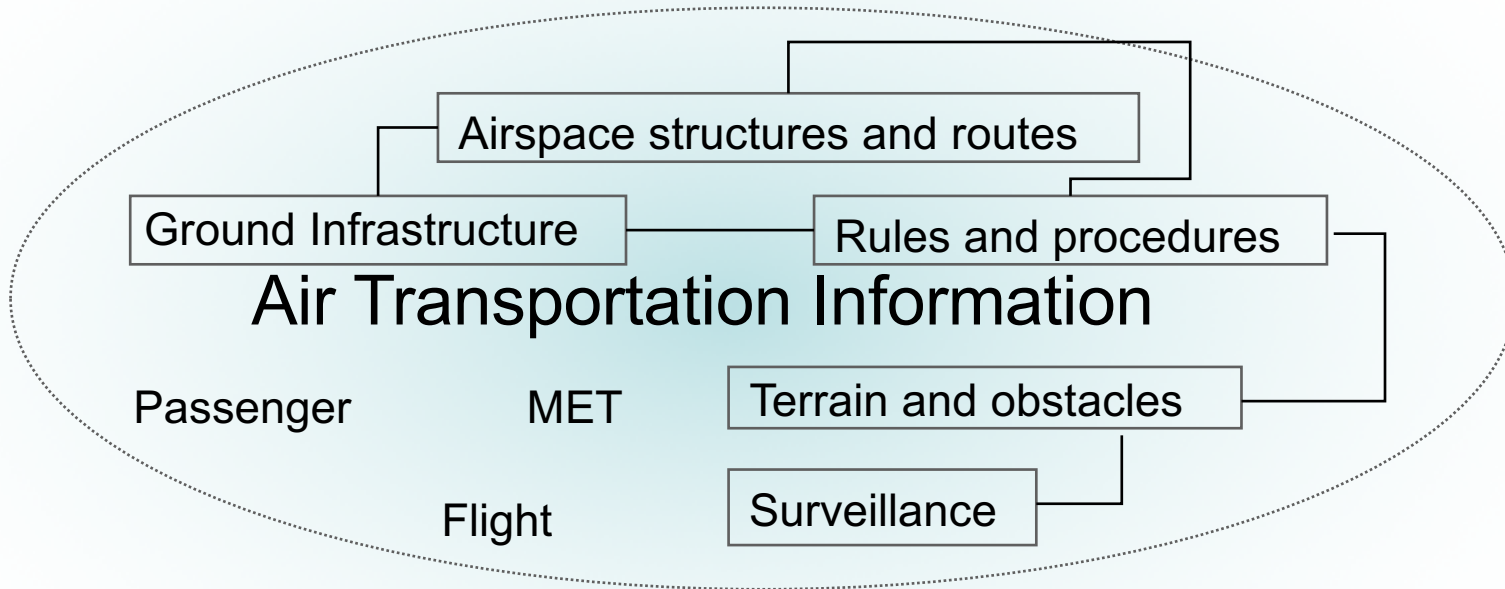 Airspace structures and routes
Ground Infrastructure
Rules and procedures
Air Transportation Information
Passenger
MET
Terrain and obstacles
Flight
Surveillance